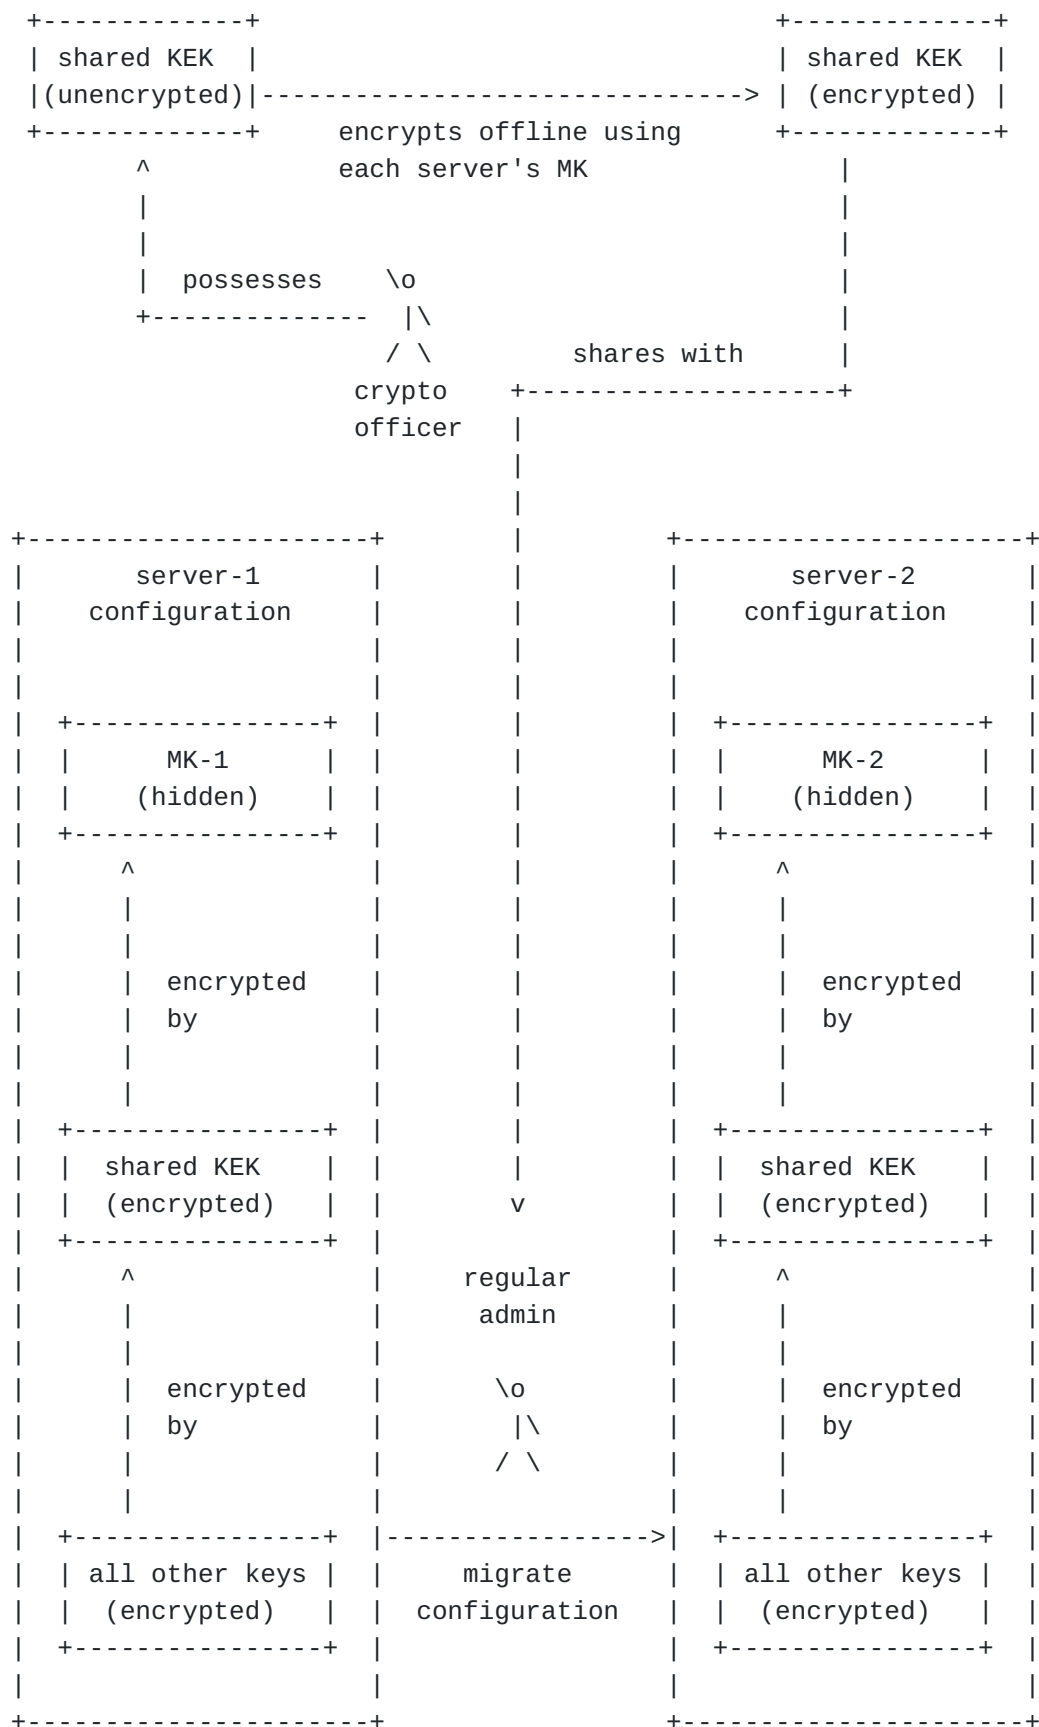 shared KEK
(unencrypted)
shared KEK
(encrypted)
encrypts offline using
each server's MK
possesses
shares with
crypto
officer
server-1
configuration
MK-1
(hidden)
encrypted
by
shared KEK
(encrypted)
encrypted
by
all other keys
(encrypted)
regular
admin
migrate
configuration
server-2
configuration
MK-2
(hidden)
encrypted
by
shared KEK
(encrypted)
encrypted
by
all other keys
(encrypted)